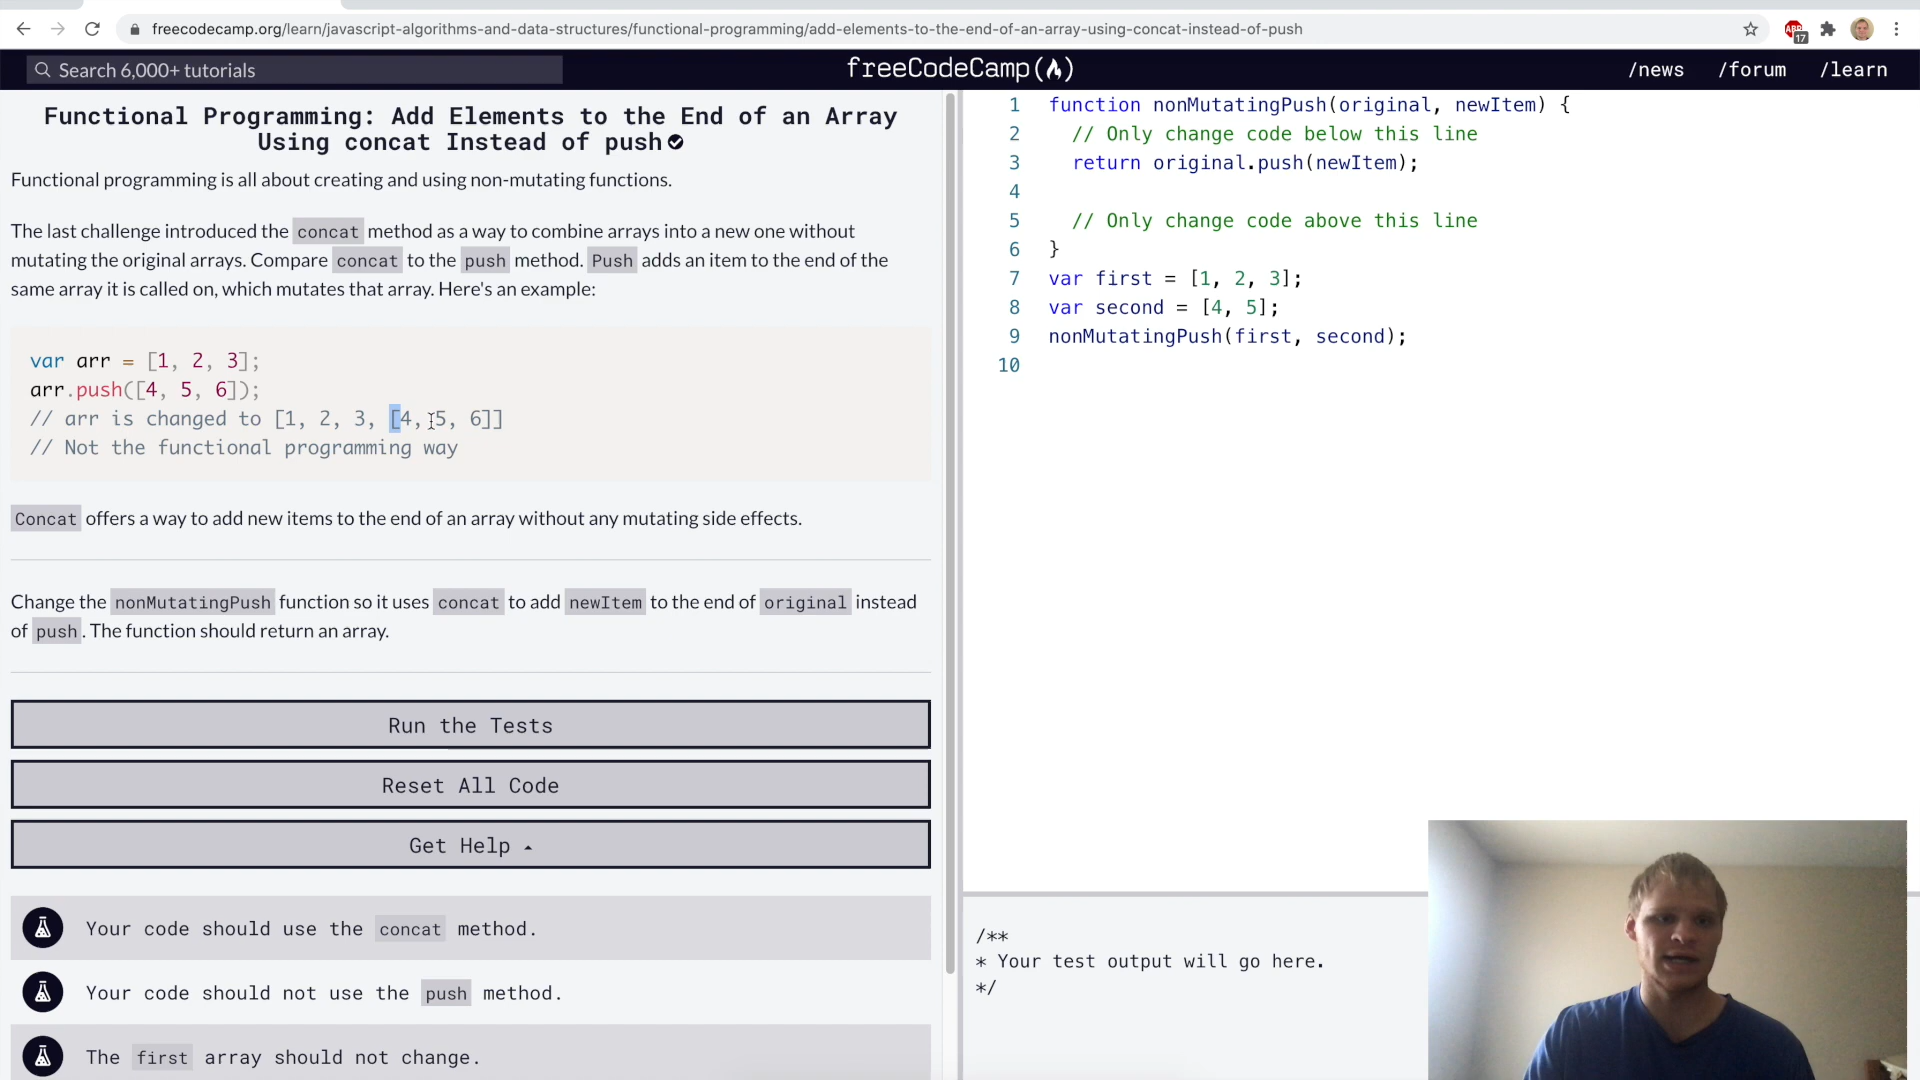 freecodecamp.org/learn/javascript-algorithms-and-data-structures/functional-programming/add-elements-to-the-end-of-an-array-using-concat-instead-of-push
ABP
17
Search 6,000+ tutorials
freeCodeCamp
/news /forum /learn
Functional Programming: Add Elements to the End of an Array
Using concat Instead of push
Functional programming is all about creating and using non-mutating functions.
The last challenge introduced the concat method as a way to combine arrays into a new one without
mutating the original arrays. Compare concat to the push method. Push adds an item to the end of the
same array it is called on, which mutates that array. Here's an example:
var arr = [1, 2, 3];
arr.push([4, 5, 6]);
// arr is changed to [1, 2, 3, [4, 5, 6]]
// Not the functional programming way
Concat offers a way to add new items to the end of an array without any mutating side effects.
Change the nonMutatingPush function so it uses concat to add newItem to the end of original instead
of push. The function should return an array.
Run the Tests
Reset All Code
Get Help
Your code should use the concat method.
Your code should not use the push method.
The first array should not change.
1 function nonMutatingPush(original, newItem) {
2 // Only change code below this line
3 return original.push(newItem);
4
5 // Only change code above this line
6 }
7 var first = [1, 2, 3];
8 var second = [4, 5];
9 nonMutatingPush(first, second);
10
/**
* Your test output will go here.
*/